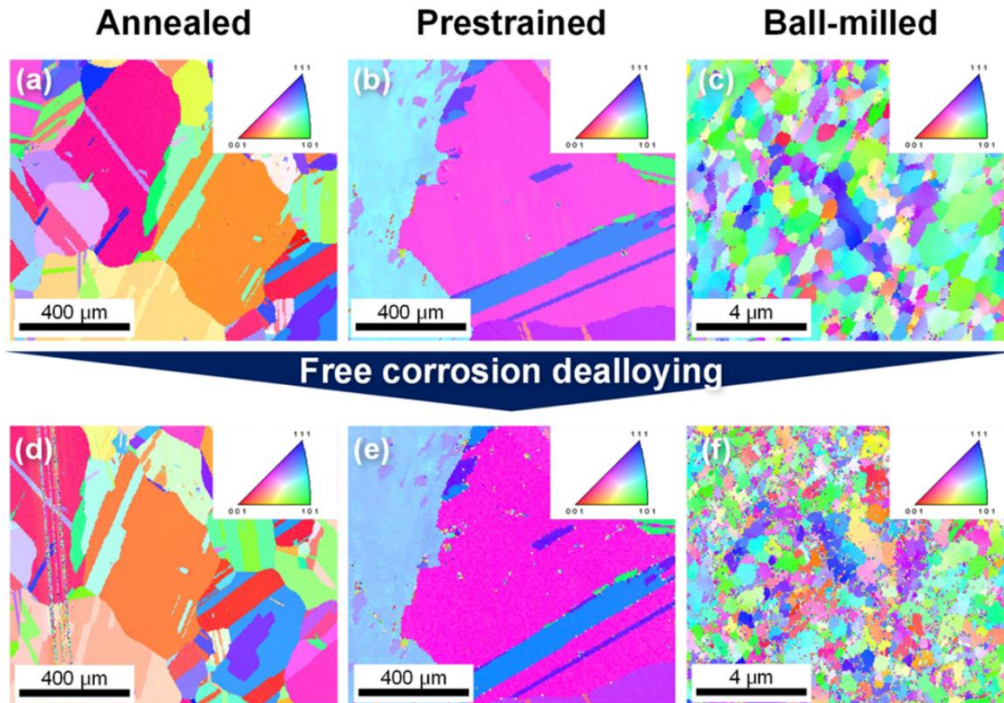 Annealed Prestrained Ball-milled
(a) 111 001 101 (b) 111 001 101 (c) 111 001 101
400 μm 400 μm 4 μm
Free corrosion dealloying
(d) 111 001 101 (e) 111 001 101 (f) 111 001 101
400 μm 400 μm 4 μm